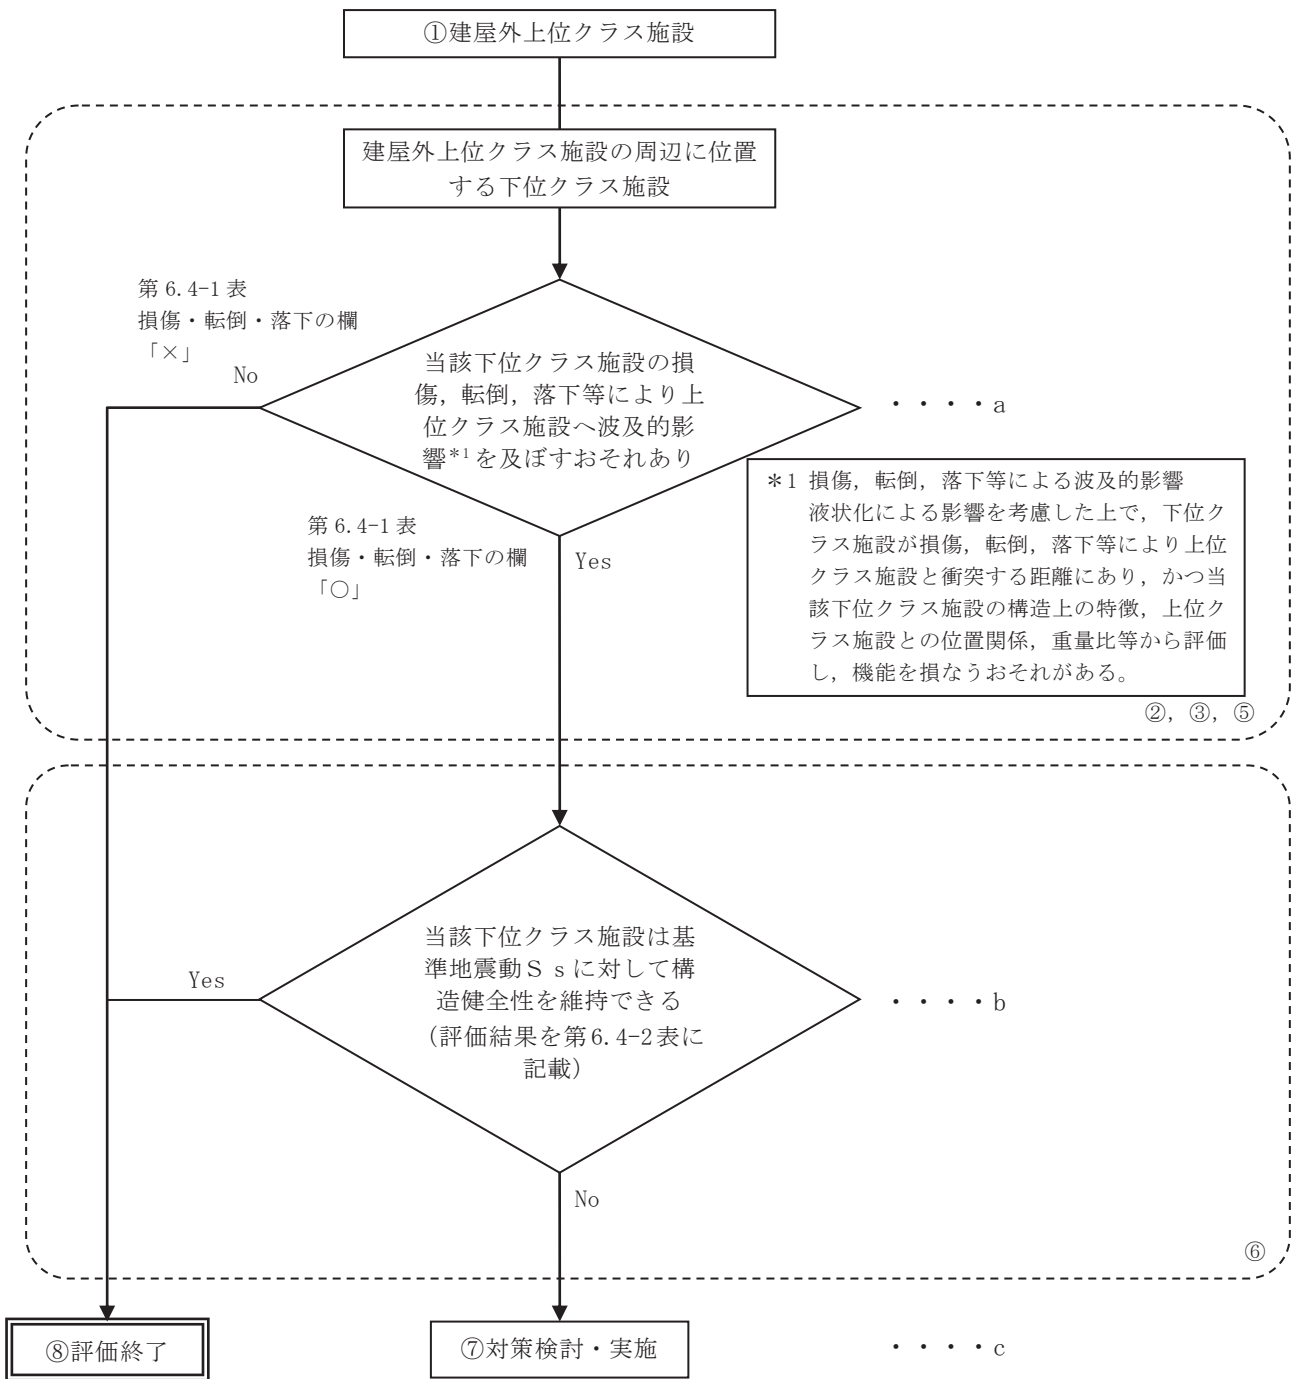 ①建屋外上位クラス施設
建屋外上位クラス施設の周辺に位置
する下位クラス施設
第 6.4-1 表
損傷・転倒・落下の欄
「×」
No
当該下位クラス施設の損
傷，転倒，落下等により上
位クラス施設へ波及的影
響*1を及ぼすおそれあり
・・・・a
＊1 損傷，転倒，落下等による波及的影響
液状化による影響を考慮した上で，下位ク
ラス施設が損傷，転倒，落下等により上位
クラス施設と衝突する距離にあり，かつ当
該下位クラス施設の構造上の特徴，上位ク
ラス施設との位置関係，重量比等から評価
し，機能を損なうおそれがある。
第 6.4-1 表
損傷・転倒・落下の欄
「○」
Yes
②，③，⑤
当該下位クラス施設は基
準地震動Ｓｓに対して構
造健全性を維持できる
（評価結果を第6.4-2表に
記載）
Yes
・・・・b
No
⑥
⑧評価終了
⑦対策検討・実施
・・・・c